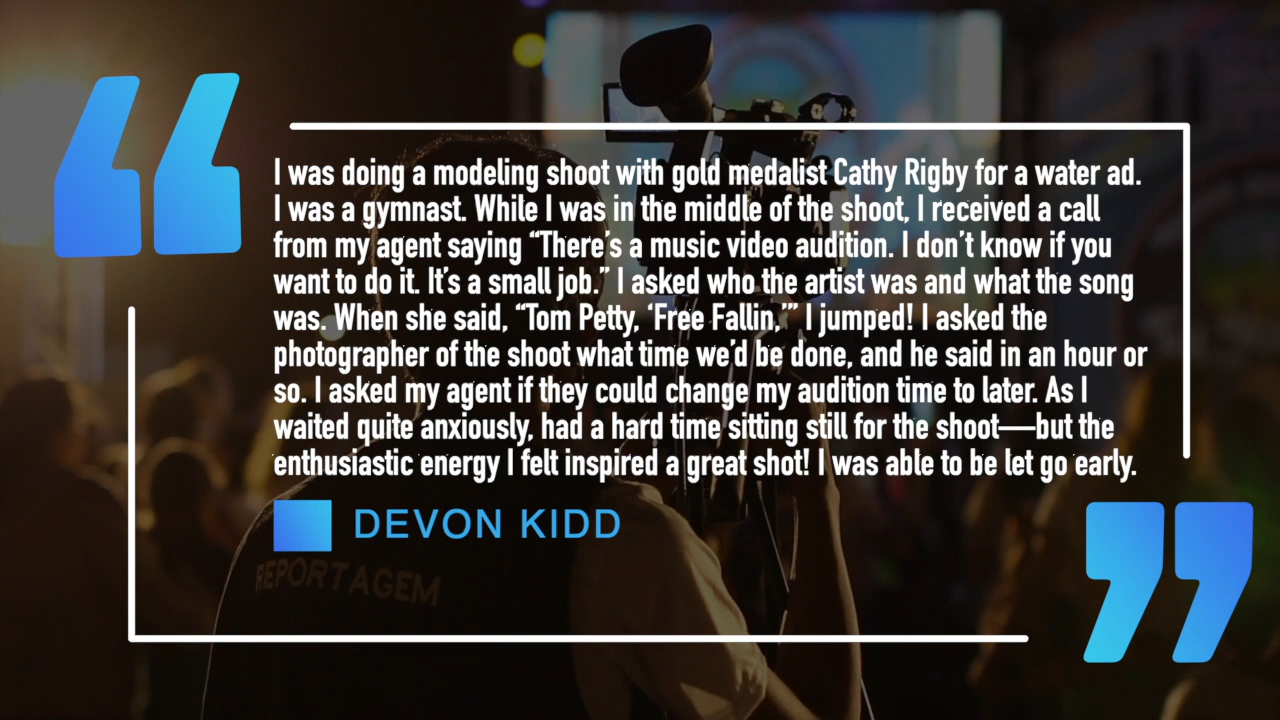 I was doing a modeling shoot with gold medalist Cathy Rigby for a water ad.
I was a gymnast. While I was in the middle of the shoot, I received a call
from my agent saying “There’s a music video audition. I don’t know if you
want to do it. It’s a small job.” I asked who the artist was and what the song
was. When she said, “Tom Petty, ‘Free Fallin,’” I jumped! I asked the
photographer of the shoot what time we’d be done, and he said in an hour or
so. I asked my agent if they could change my audition time to later. As I
waited quite anxiously, had a hard time sitting still for the shoot—but the
enthusiastic energy I felt inspired a great shot! I was able to be let go early.
DEVON KIDD
REPORTAGEM